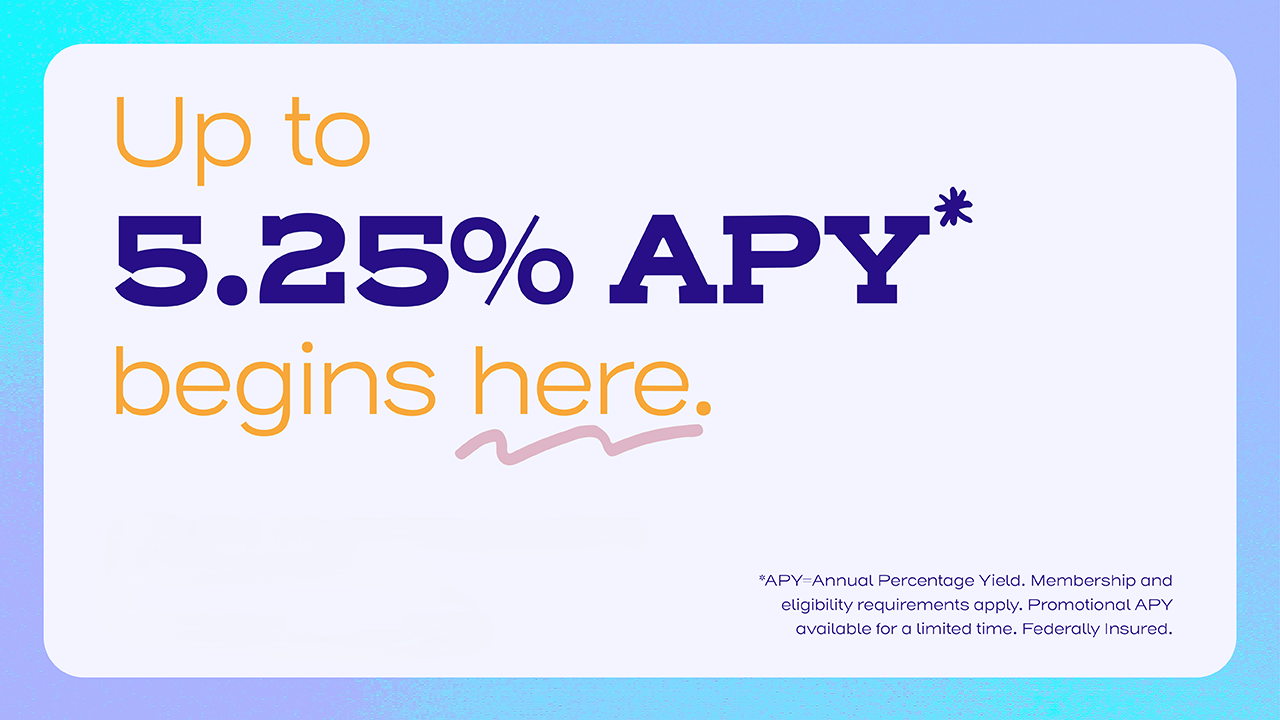 Up to
5.25% APY*
begins here.
*APY=Annual Percentage Yield. Membership and
eligibility requirements apply. Promotional APY
available for a limited time. Federally Insured.